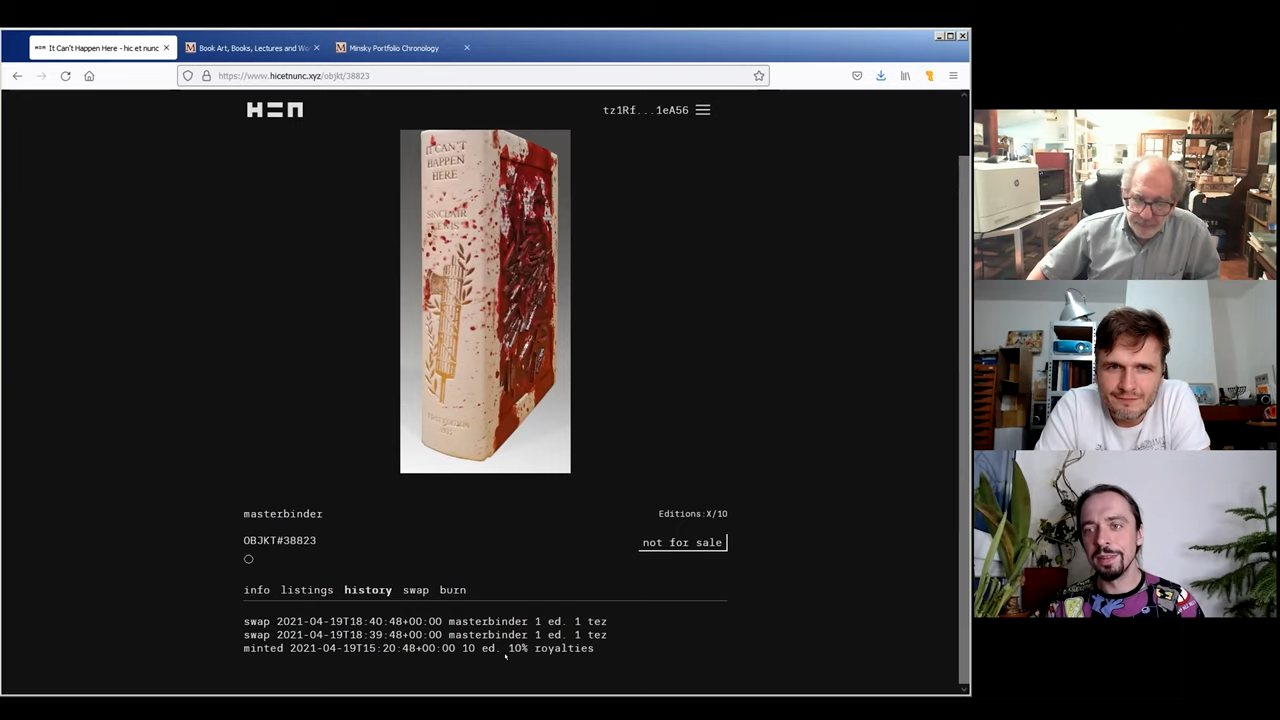 It Can't Happen Here - hic et nunc
Book Art, Books, Lectures and Wo
Minsky Portfolio Chronology
https://www.hicetnunc.xyz/objkt/38823
H=N
tz1Rf...1eA56
IT CAN'T
HAPPEN
HERE
SINCLAIR
LEWIS
masterbinder
Editions:X/10
OBJKT#38823
not for sale
info listings history swap burn
swap 2021-04-19T18:40:48+00:00 masterbinder 1 ed. 1 tez
swap 2021-04-19T18:39:48+00:00 masterbinder 1 ed. 1 tez
minted 2021-04-19T15:20:48+00:00 10 ed. 10% royalties